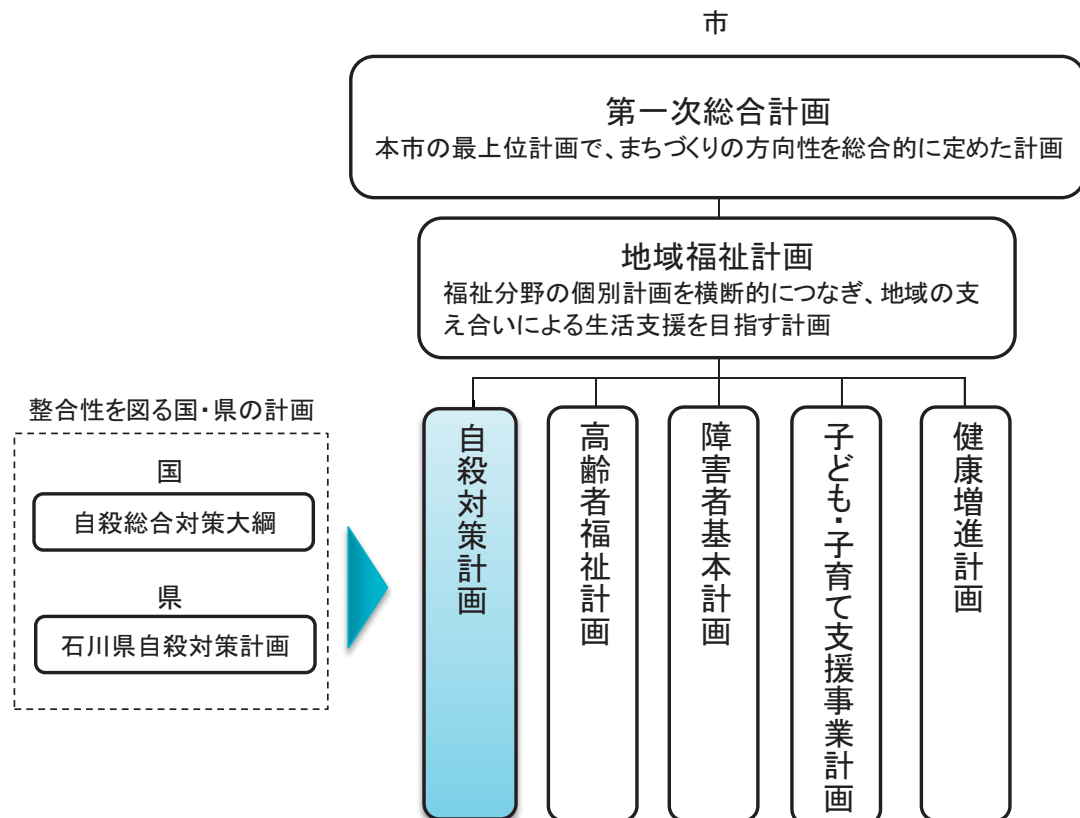 市
第一次総合計画
本市の最上位計画で、まちづくりの方向性を総合的に定めた計画
地域福祉計画
福祉分野の個別計画を横断的につなぎ、地域の支
え合いによる生活支援を目指す計画
整合性を図る国・県の計画
国
自殺総合対策大綱
県
石川県自殺対策計画
自殺対策計画
高齢者福祉計画
障害者基本計画
子ども・子育て支援事業計画
健康増進計画